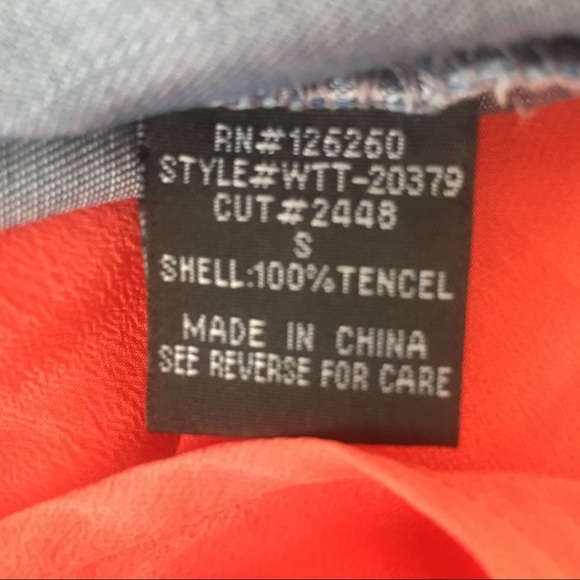 RN#126260
STYLE#WTT-20379
CUT#2448
S
SHELL:100%TENCEL
MADE IN CHINA
SEE REVERSE FOR CARE